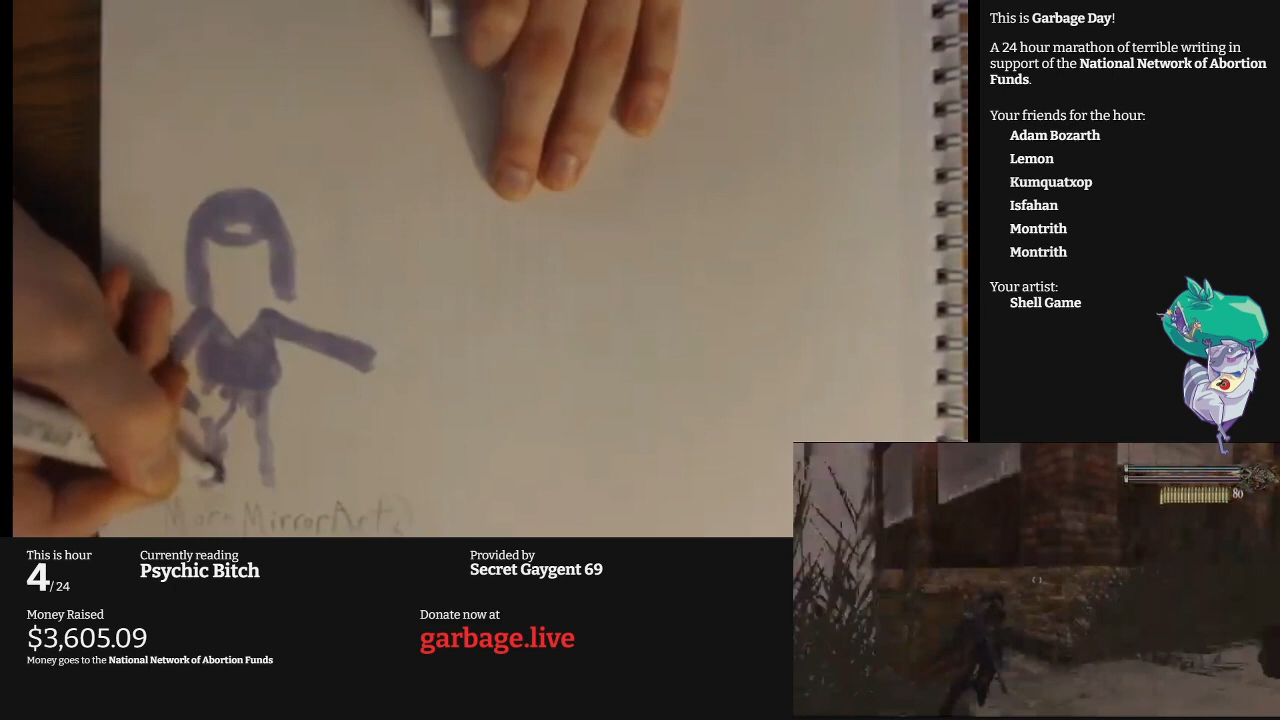 This is Garbage Day!
A 24 hour marathon of terrible writing in
support of the National Network of Abortion
Funds.
Your friends for the hour:
Adam Bozarth
Lemon
Kumquatxop
Isfahan
Montrith
Montrith
Your artist:
Shell Game
MornMirrorArt
80
This is hour
4/24
Currently reading
Psychic Bitch
Provided by
Secret Gaygent 69
Money Raised
$3,605.09
Money goes to the National Network of Abortion Funds
Donate now at
garbage.live